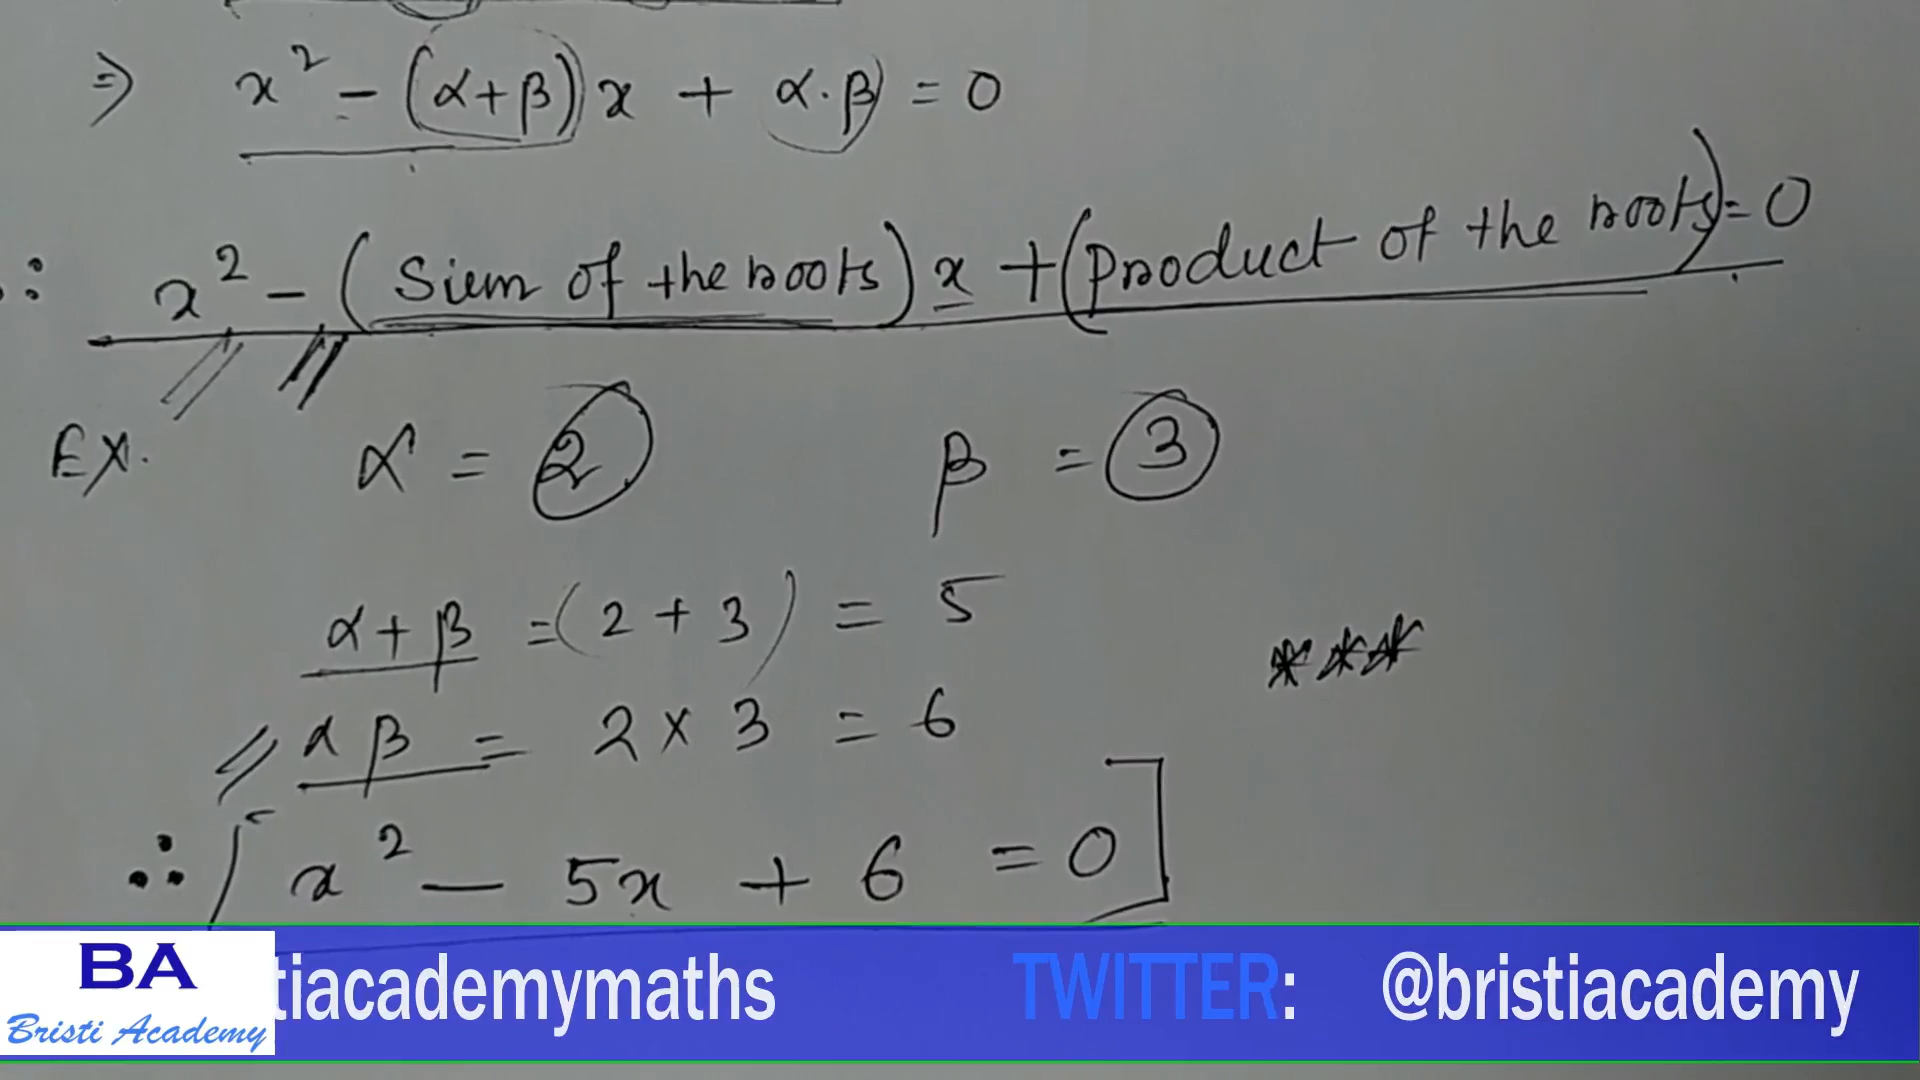 ⇒ x² - (α+β)x + α.β = 0
∴ x² - (Sum of the roots) x + (Product of the roots) = 0
Ex. α = 2 β = 3
α+β = (2+3) = 5
αβ = 2 × 3 = 6
***
∴ [x² - 5x + 6 = 0]
BA
Bristi Academy
tiacademymaths TWITTER: @bristiacademy